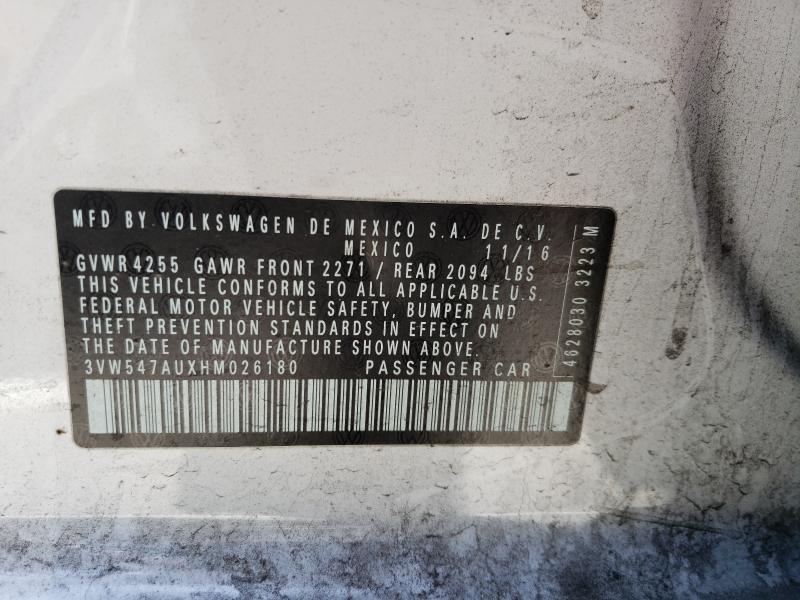 MFD BY VOLKSWAGEN DE MEXICO S.A. DE C.V.
MEXICO 11/16
GVWR4255 GAWR FRONT 2271 / REAR 2094 LBS
THIS VEHICLE CONFORMS TO ALL APPLICABLE U.S.
FEDERAL MOTOR VEHICLE SAFETY, BUMPER AND
THEFT PREVENTION STANDARDS IN EFFECT ON
THE DATE OF MANUFACTURE SHOWN ABOVE.
3VW547AUXHM026180 PASSENGER CAR
4628030 3223 M